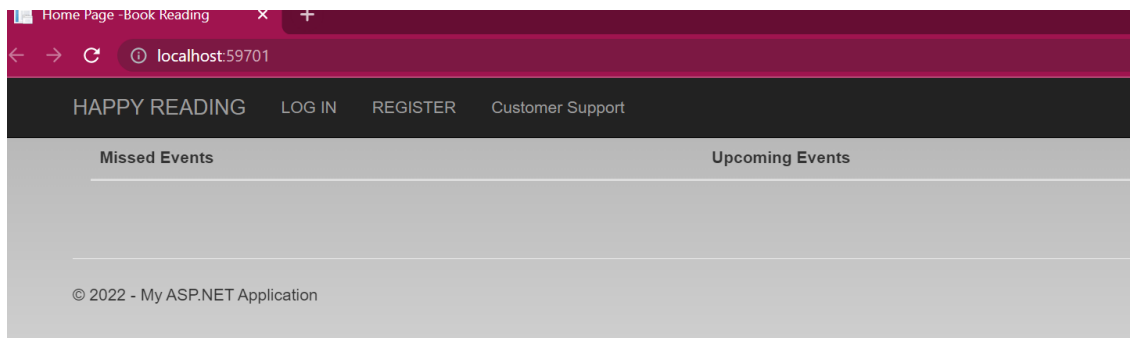 Home Page -Book Reading
localhost:59701
HAPPY READING LOG IN REGISTER Customer Support
Missed Events Upcoming Events
© 2022 - My ASP.NET Application